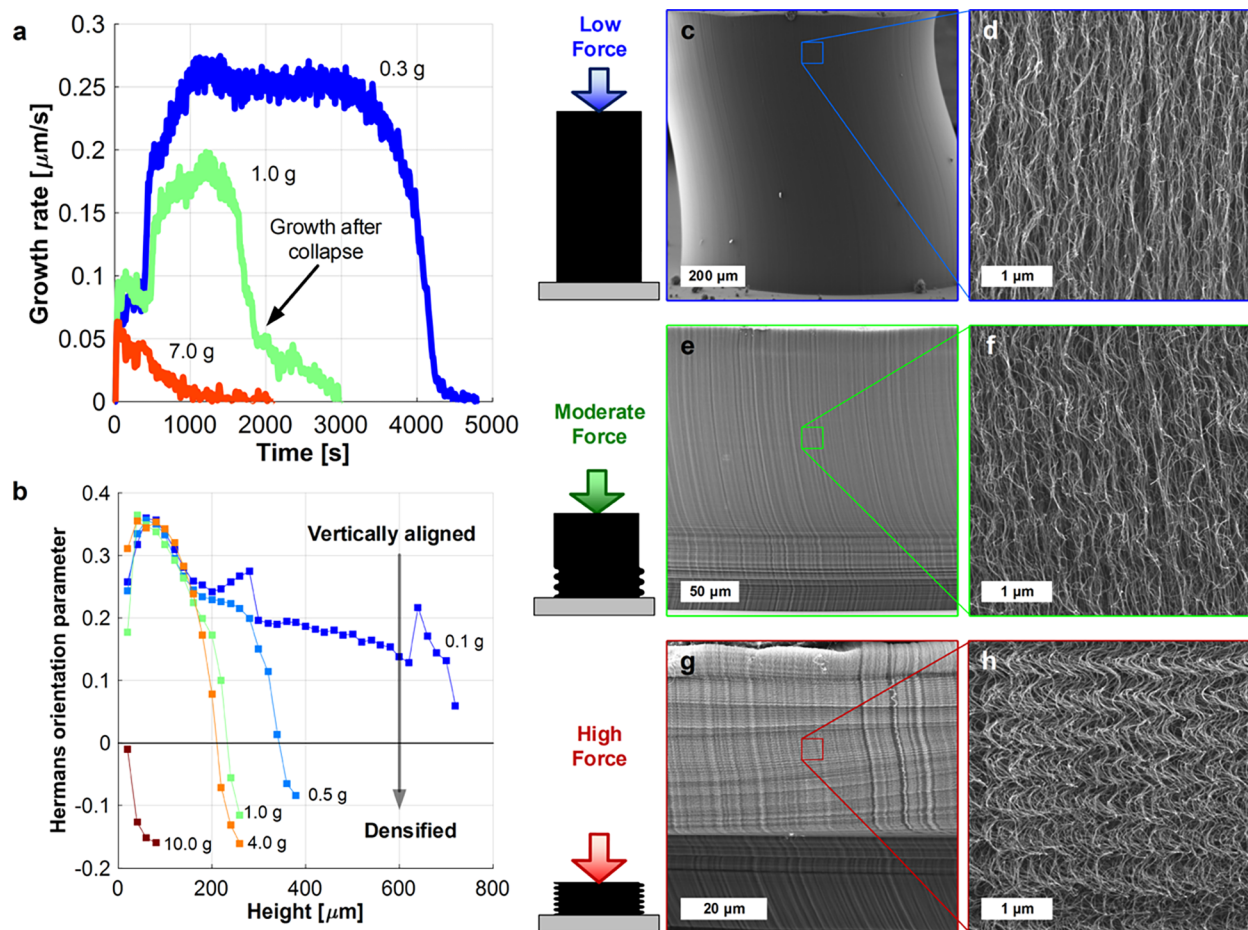 a
Growth rate [μm/s]
0.3
0.25
0.2
0.15
0.1
0.05
0
0.3 g
1.0 g
Growth after
collapse
7.0 g
0 1000 2000 3000 4000 5000
Time [s]
b
Hermans orientation parameter
0.4
0.3
0.2
0.1
0
-0.1
-0.2
Vertically aligned
0.1 g
0.5 g
1.0 g
4.0 g
10.0 g
Densified
0 200 400 600 800
Height [μm]
Low
Force
c
200 μm
d
1 μm
Moderate
Force
e
50 μm
f
1 μm
High
Force
g
20 μm
h
1 μm